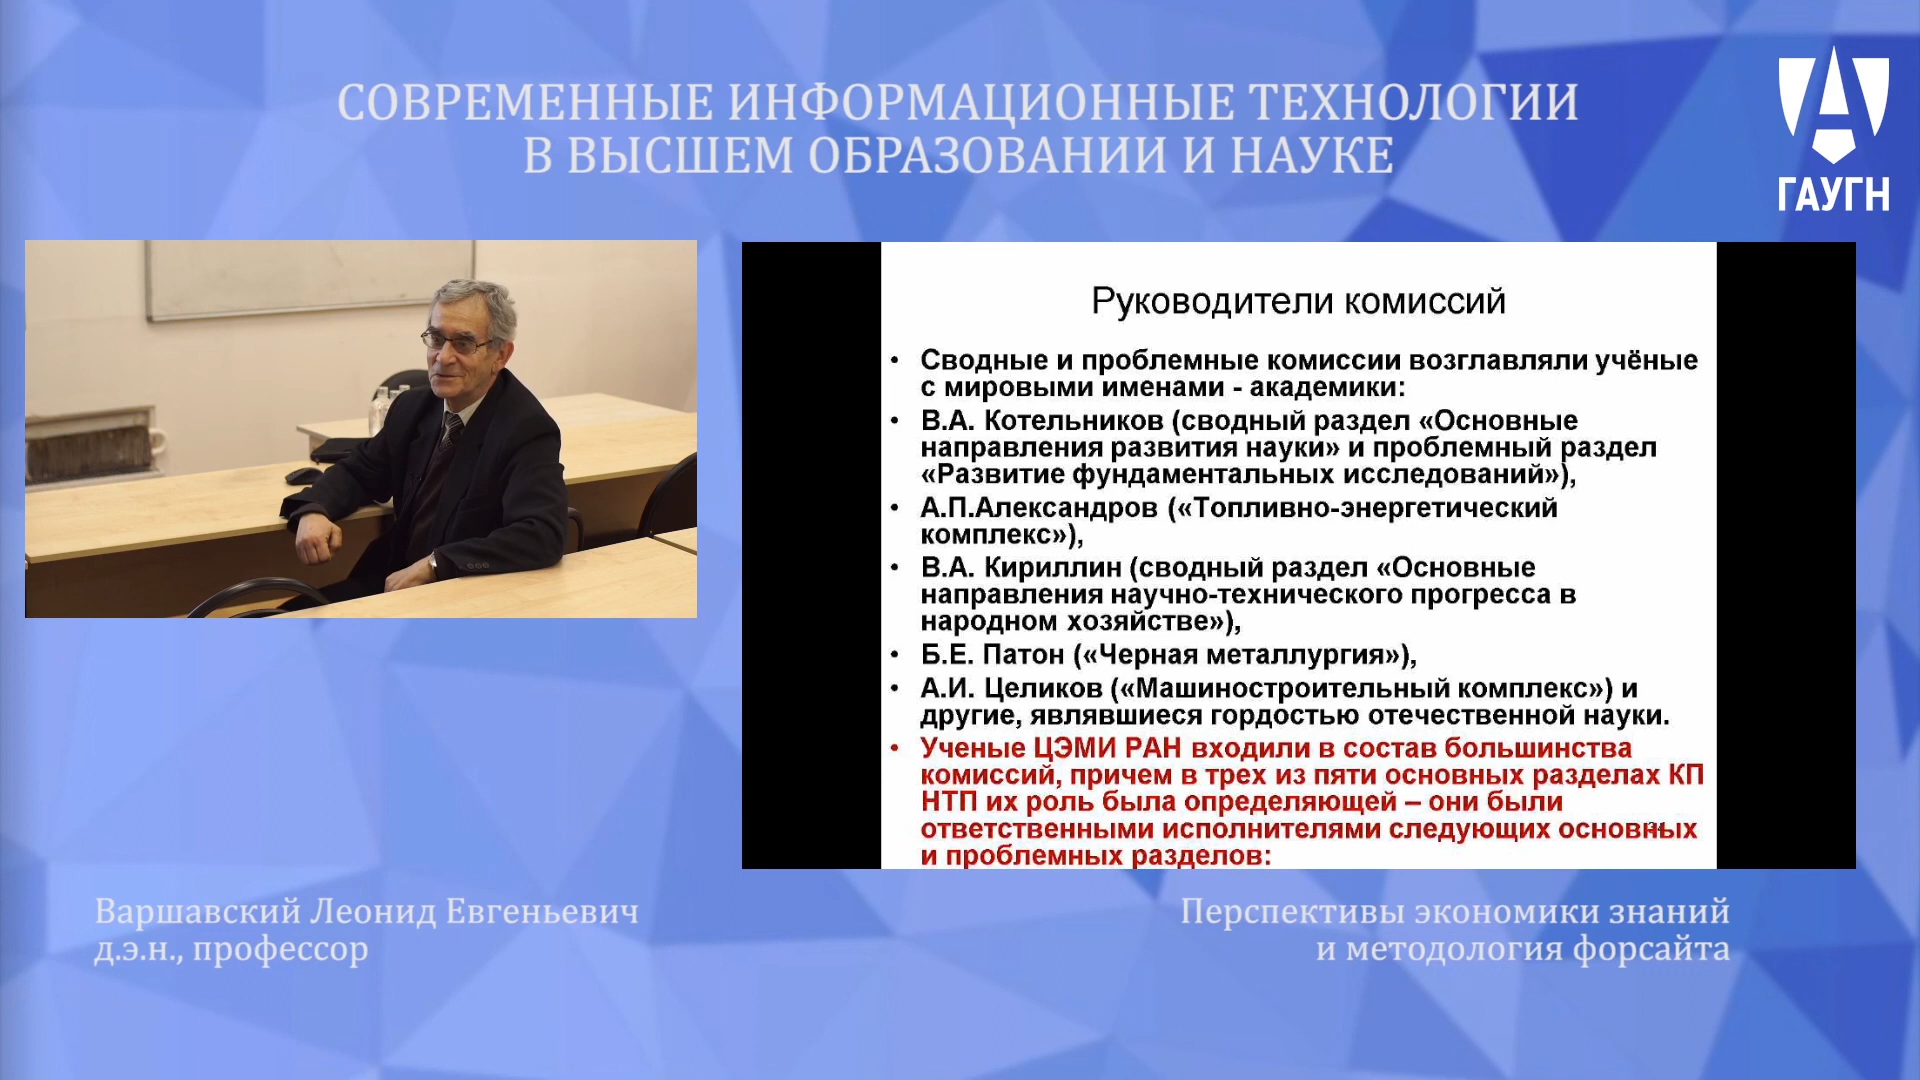 СОВРЕМЕННЫЕ ИНФОРМАЦИОННЫЕ ТЕХНОЛОГИИ
В ВЫСШЕМ ОБРАЗОВАНИИ И НАУКЕ
ГАУГН
Руководители комиссий
• Сводные и проблемные комиссии возглавляли учёные
с мировыми именами - академики:
• В.А. Котельников (сводный раздел «Основные
направления развития науки» и проблемный раздел
«Развитие фундаментальных исследований»),
• А.П.Александров («Топливно-энергетический
комплекс»),
• В.А. Кириллин (сводный раздел «Основные
направления научно-технического прогресса в
народном хозяйстве»),
• Б.Е. Патон («Черная металлургия»),
• А.И. Целиков («Машиностроительный комплекс») и
другие, являвшиеся гордостью отечественной науки.
• Ученые ЦЭМИ РАН входили в состав большинства
комиссий, причем в трех из пяти основных разделах КП
НТП их роль была определяющей – они были
ответственными исполнителями следующих основных
и проблемных разделов:
Варшавский Леонид Евгеньевич
д.э.н., профессор
Перспективы экономики знаний
и методология форсайта